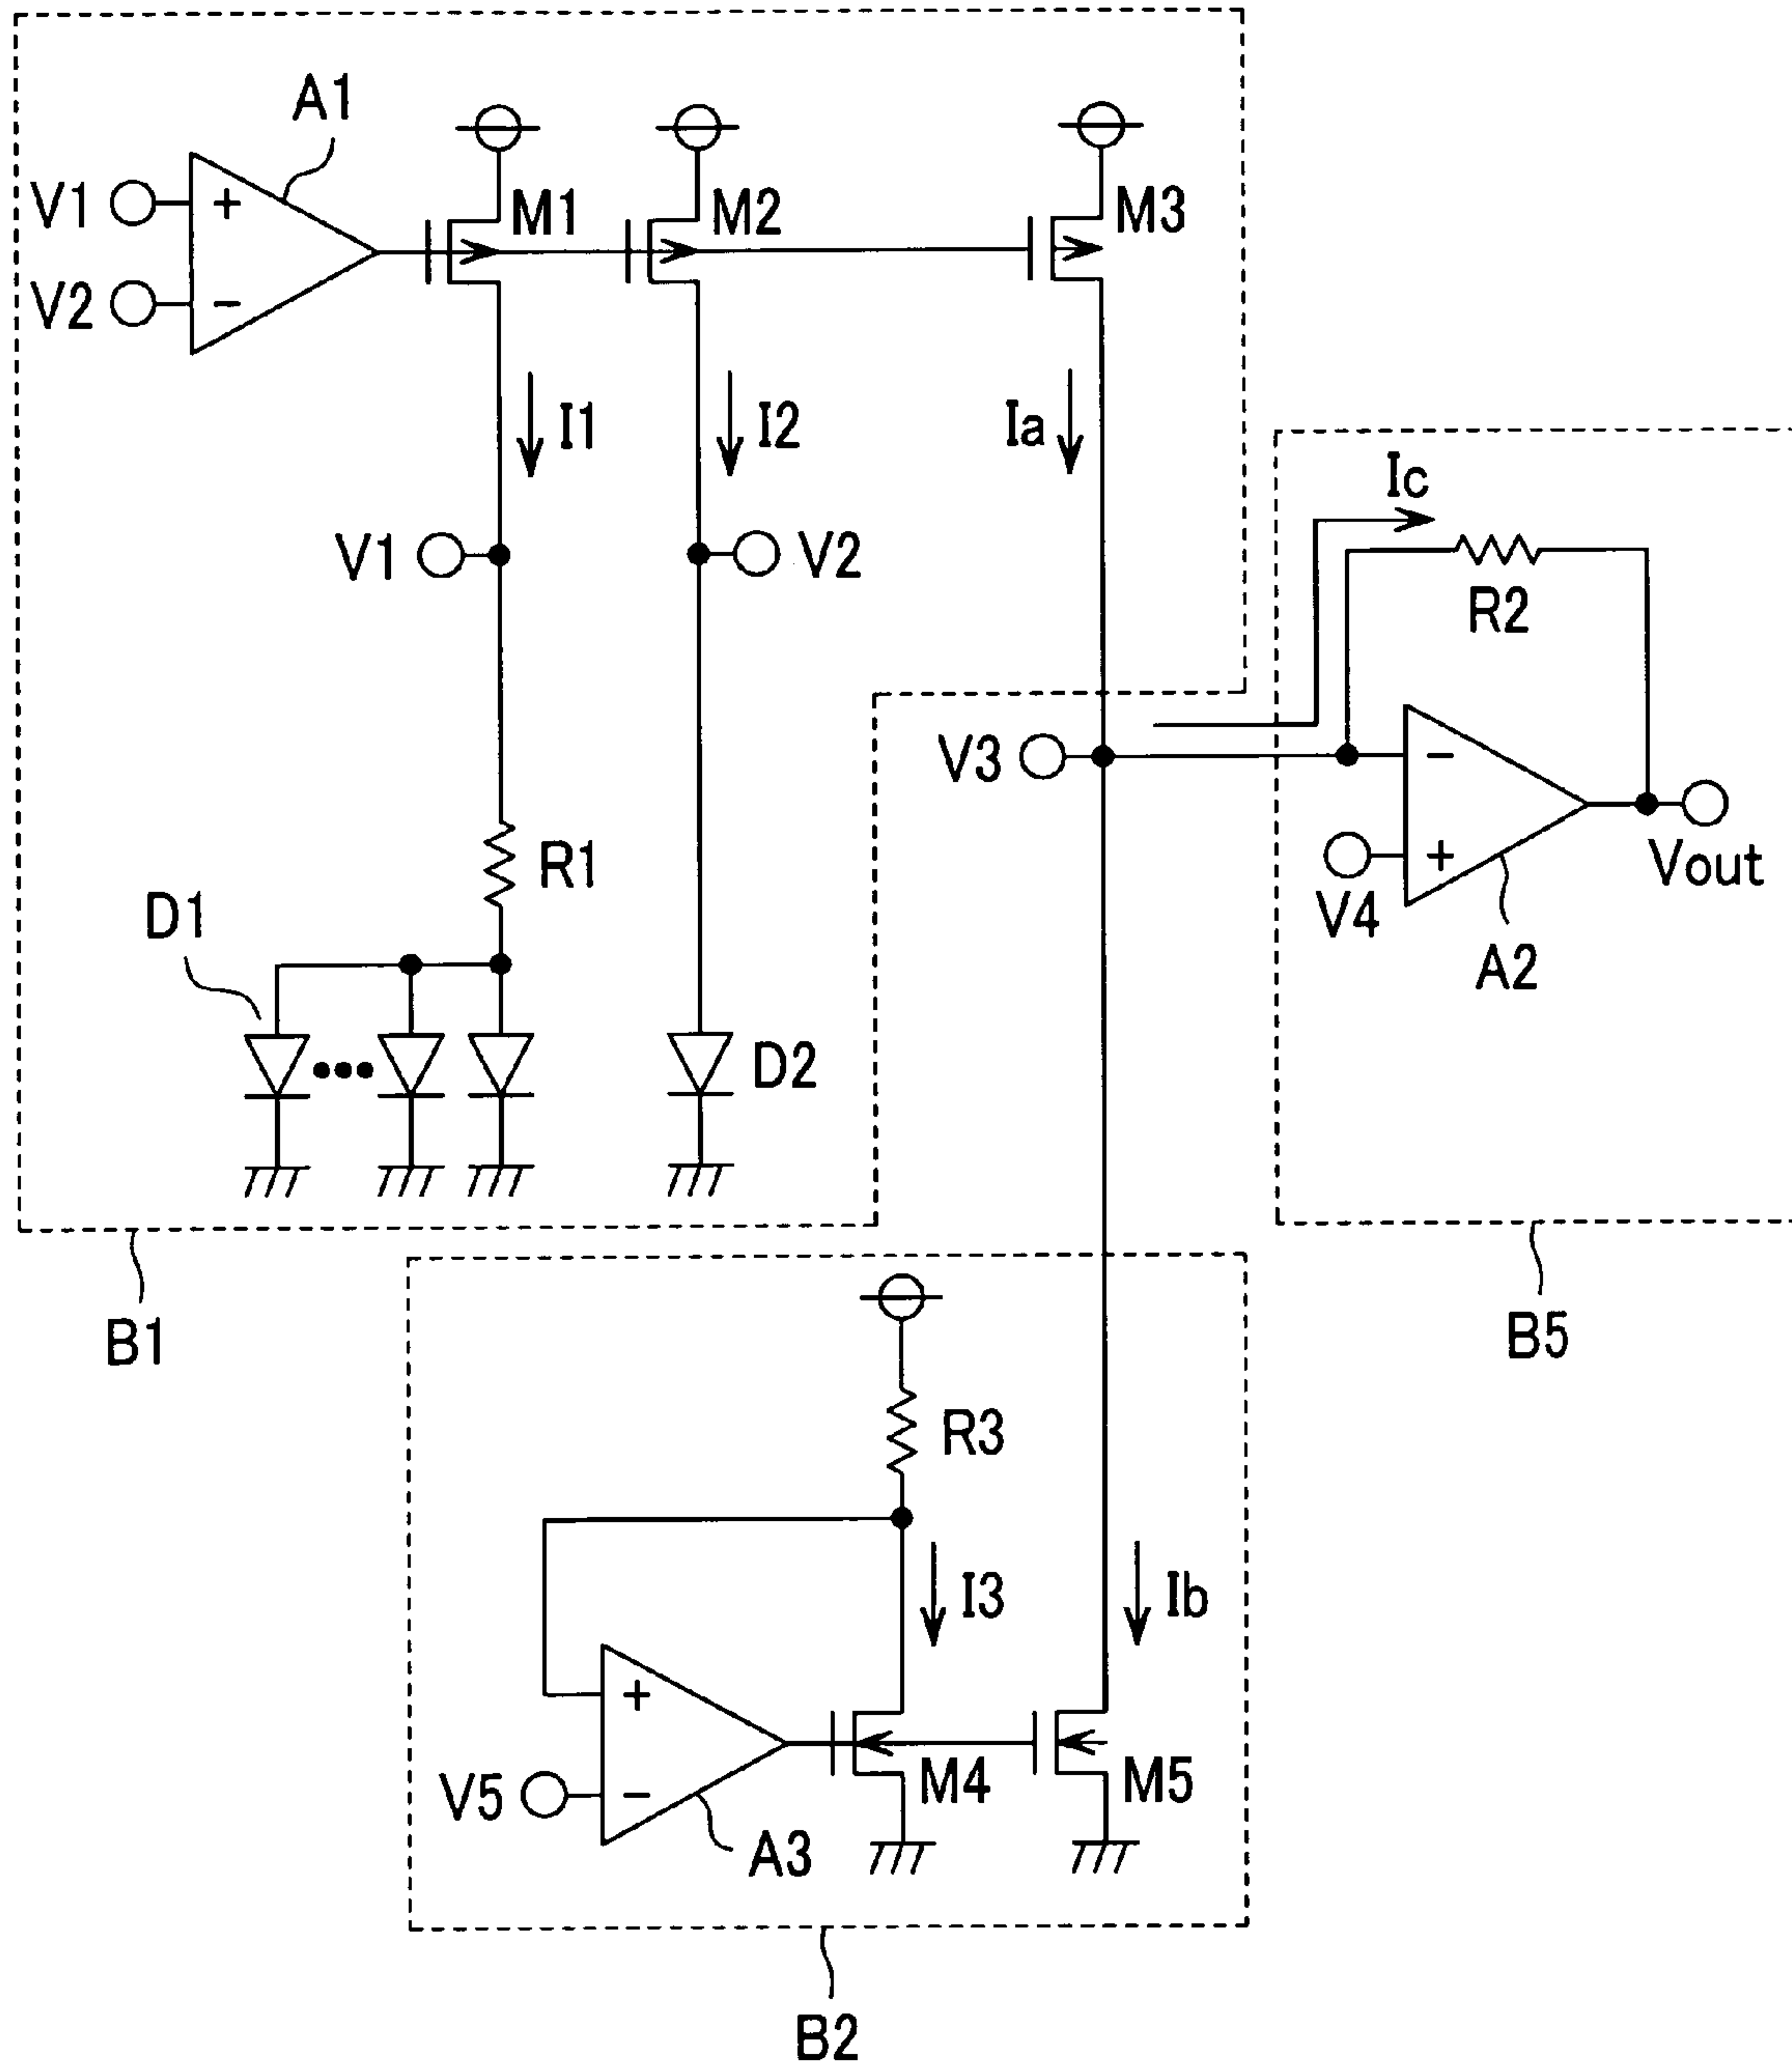 A1
V1
+
M1
M2
M3
V2
−
I1
I2
Ia
Ic
V1
V2
R2
V3
−
R1
+
Vout
D1
V4
A2
D2
B1
B5
R3
I3
Ib
+
V5
−
M4
M5
A3
B2